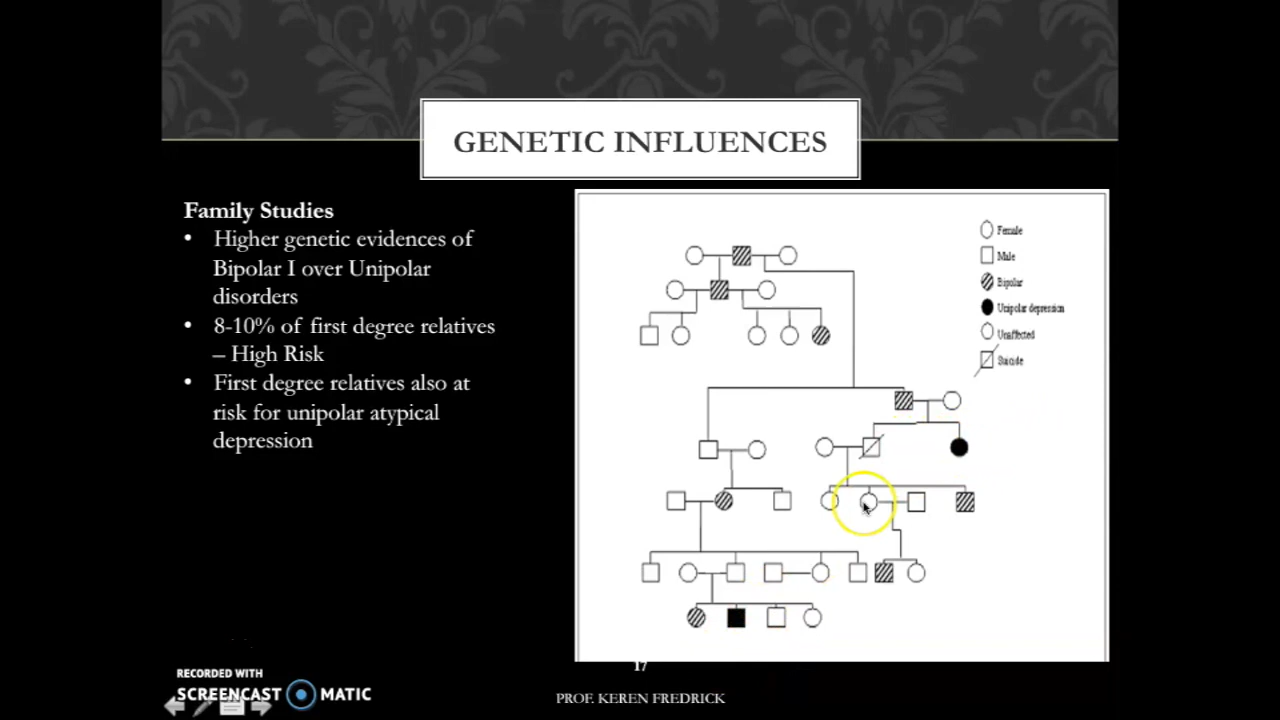 GENETIC INFLUENCES
Family Studies
• Higher genetic evidences of
Bipolar I over Unipolar
disorders
• 8-10% of first degree relatives
– High Risk
• First degree relatives also at
risk for unipolar atypical
depression
Female
Male
Bipolar
Unipolar depression
Unaffected
Suicide
17
RECORDED WITH
SCREENCAST MATIC
PROF. KEREN FREDRICK